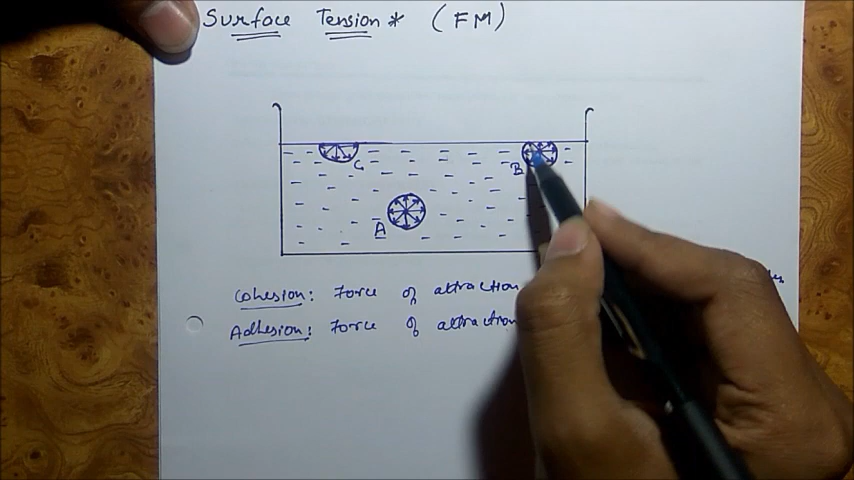 Surface Tension* (FM)
C
B
A
Cohesion: Force of attraction
Adhesion: Force of attraction